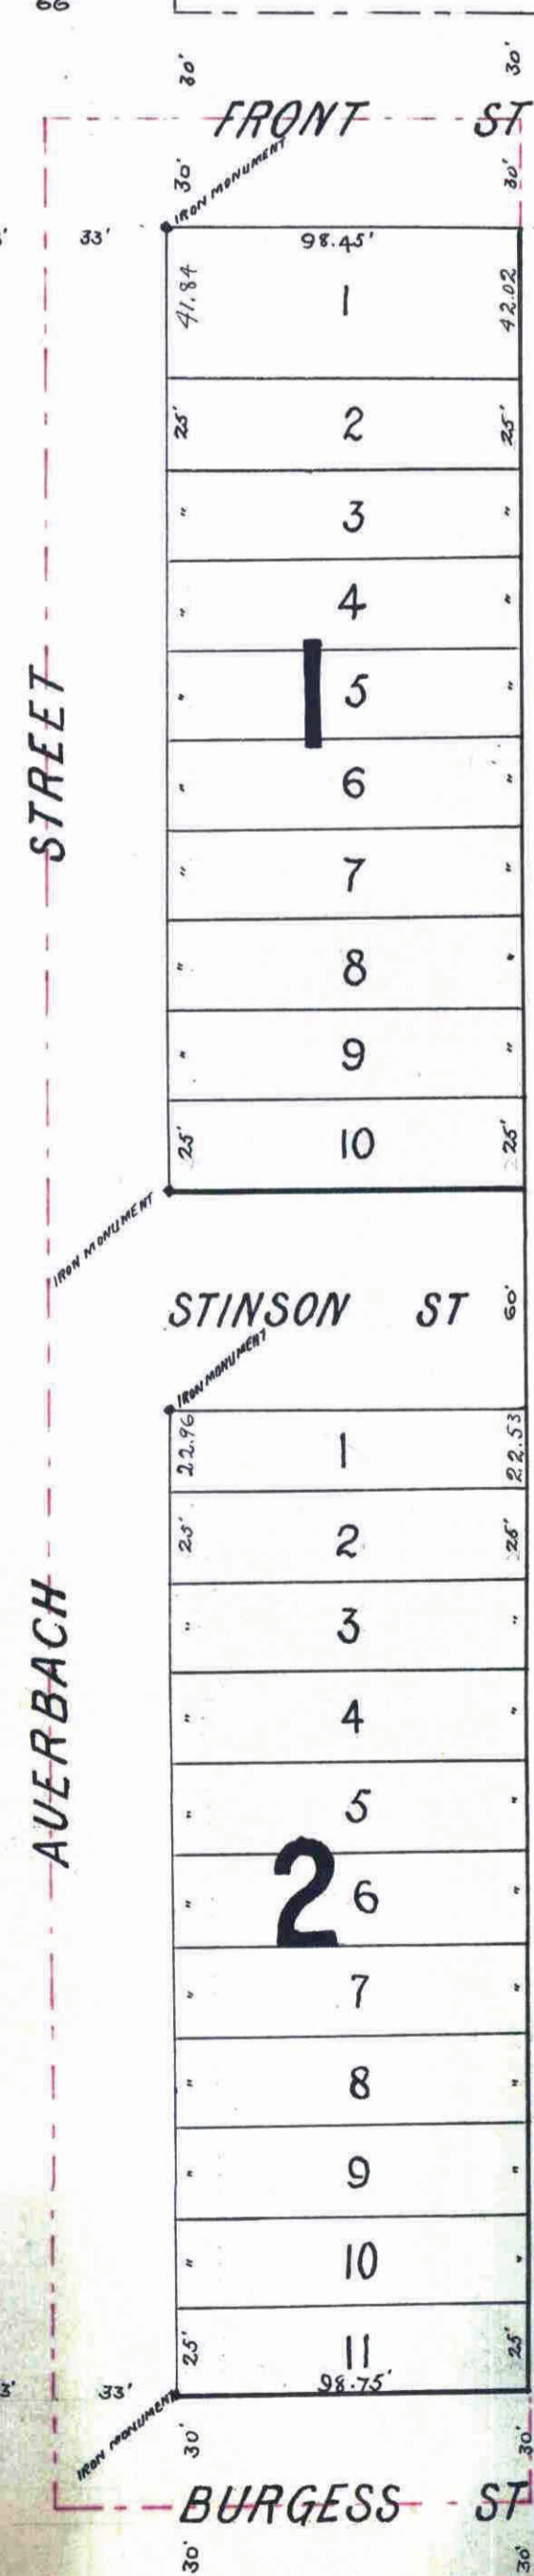 66
30' 30'
FRONT ST
30' 30'
IRON MONUMENT
33' 98.45'
41.84 1 42.02
25' 2 25'
" 3 "
" 4 "
" 5 "
1
" 6 "
" 7 "
" 8 "
" 9 "
25' 10 25'
STREET
IRON MONUMENT
STINSON ST 60'
IRON MONUMENT
22.96 1 22.53
25' 2 25'
" 3 "
" 4 "
" 5 "
AUERBACH
2
" 6 "
" 7 "
" 8 "
" 9 "
" 10 "
25' 11 25'
98.75'
3' 33'
IRON MONUMENT
30' 30'
BURGESS ST
30' 30'